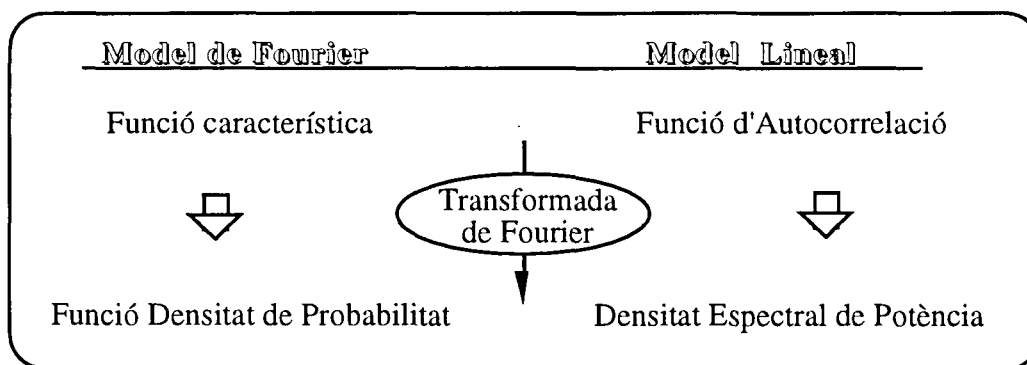 Model de Fourier
Model Lineal
Funció característica
Funció d'Autocorrelació
Transformada
de Fourier
Funció Densitat de Probabilitat
Densitat Espectral de Potència